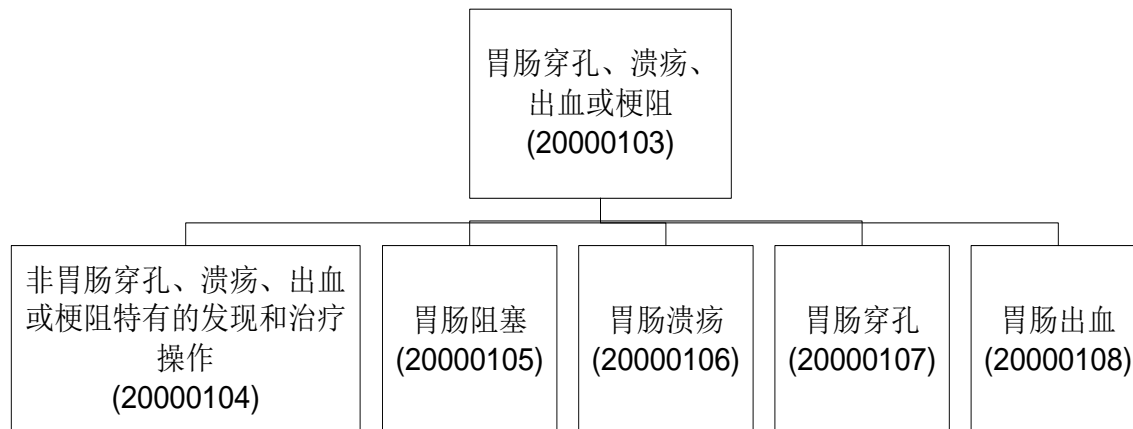 胃肠穿孔、溃疡、
出血或梗阻
(20000103)
非胃肠穿孔、溃疡、出血
或梗阻特有的发现和治疗
操作
(20000104)
胃肠阻塞
(20000105)
胃肠溃疡
(20000106)
胃肠穿孔
(20000107)
胃肠出血
(20000108)